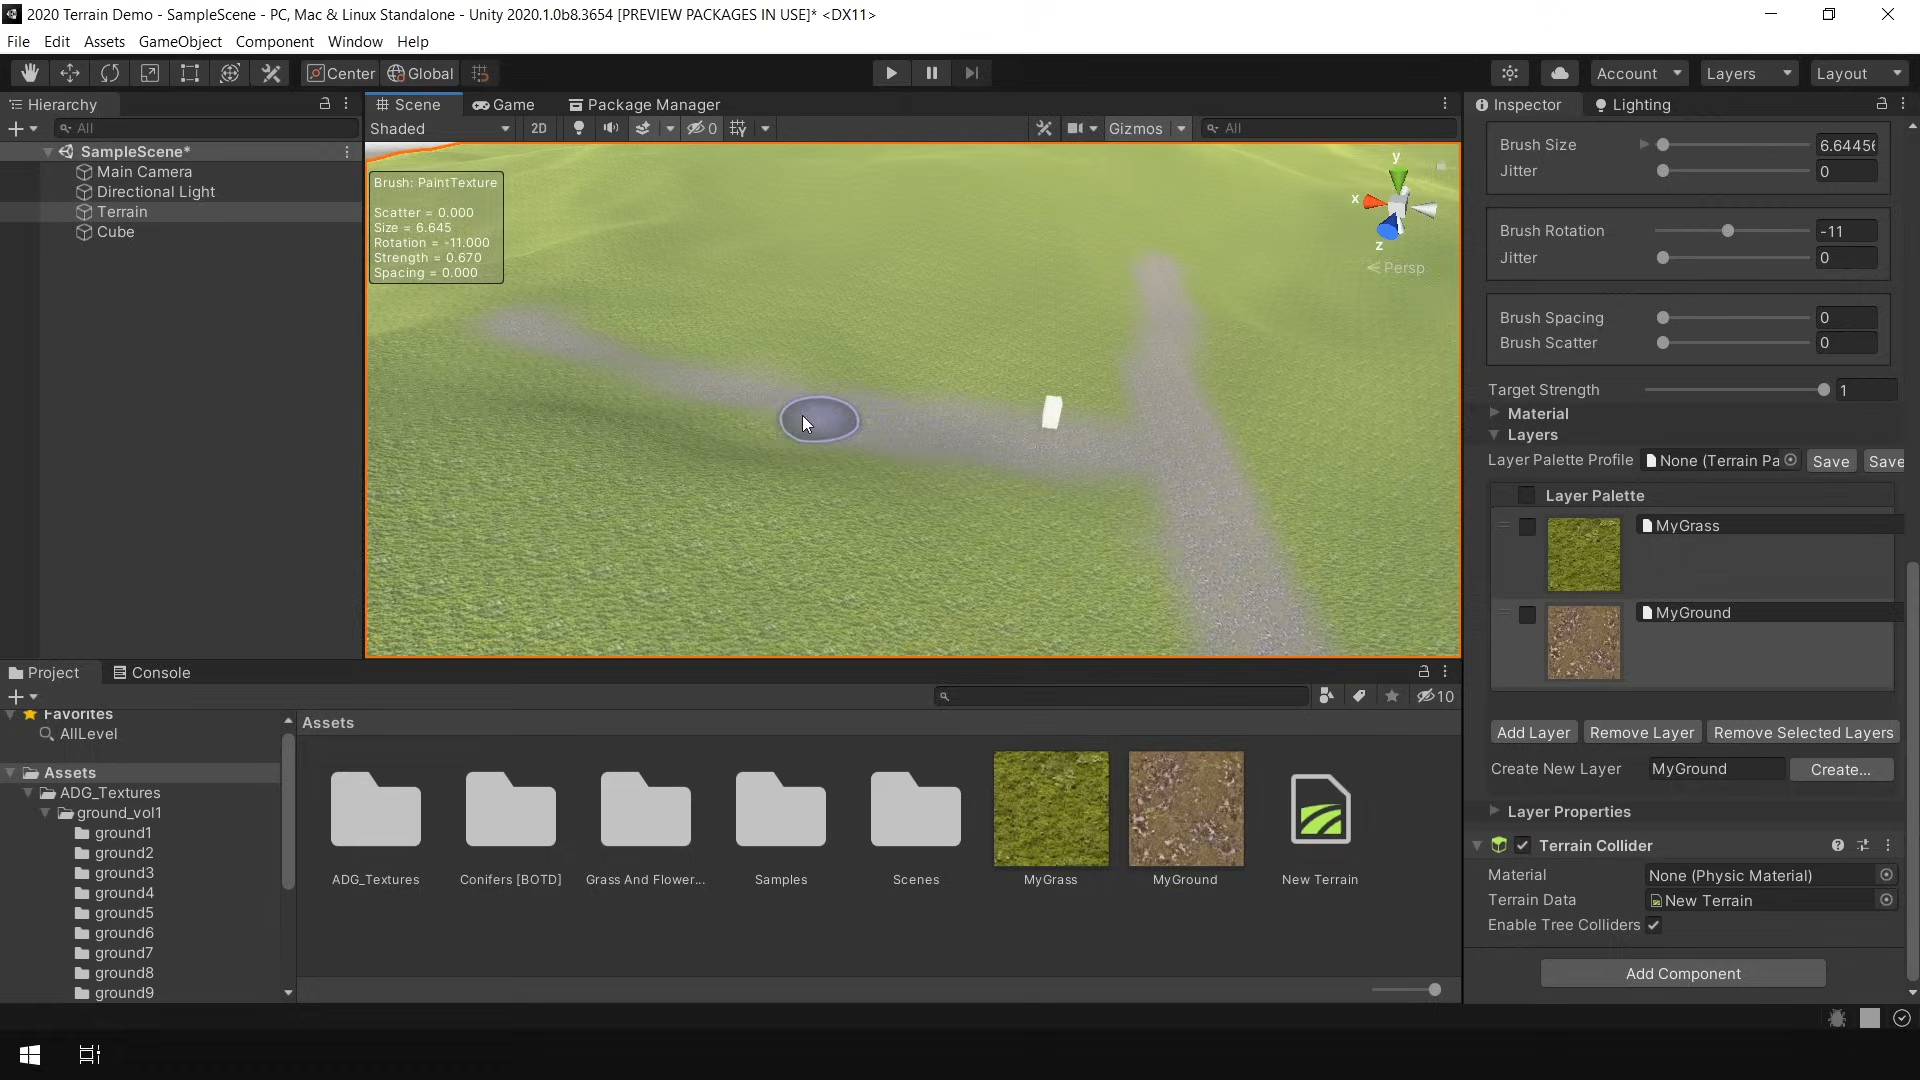 2020 Terrain Demo - SampleScene - PC, Mac & Linux Standalone - Unity 2020.1.0b8.3654 [PREVIEW PACKAGES IN USE]* <DX11>
File Edit Assets GameObject Component Window Help
Center Global Account Layers Layout
Hierarchy
All
SampleScene*
Main Camera
Directional Light
Terrain
Cube
Scene Game Package Manager
Shaded 2D 0 Gizmos All
Brush: PaintTexture
Scatter = 0.000
Size = 6.645
Rotation = -11.000
Strength = 0.670
Spacing = 0.000
y
x
z
Persp
Inspector Lighting
Brush Size 6.64456
Jitter 0
Brush Rotation -11
Jitter 0
Brush Spacing 0
Brush Scatter 0
Target Strength 1
Material
Layers
Layer Palette Profile None (Terrain Pa Save Save
Layer Palette
MyGrass
MyGround
Add Layer Remove Layer Remove Selected Layers
Create New Layer MyGround Create...
Layer Properties
Terrain Collider
Material None (Physic Material)
Terrain Data New Terrain
Enable Tree Colliders
Add Component
Project Console
10
Favorites
AllLevel
Assets
ADG_Textures
ground_vol1
ground1
ground2
ground3
ground4
ground5
ground6
ground7
ground8
ground9
Assets
ADG_Textures Conifers [BOTD] Grass And Flower... Samples Scenes MyGrass MyGround New Terrain